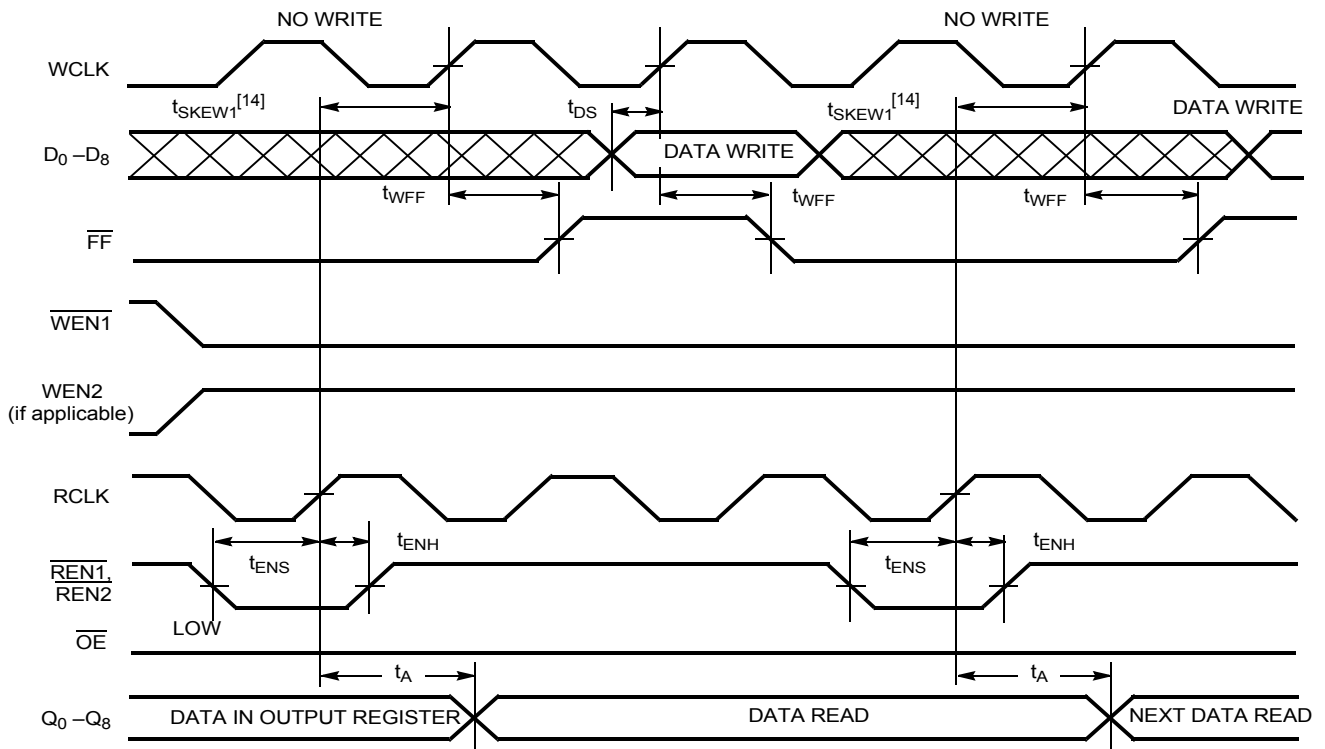 NO WRITE NO WRITE
WCLK
tSKEW1[14] tDS tSKEW1[14] DATA WRITE
D0 –D8 DATA WRITE
tWFF tWFF tWFF
FF
WEN1
WEN2
(if applicable)
RCLK
tENS tENH tENS tENH
REN1,
REN2
LOW
OE
tA tA
Q0 –Q8 DATA IN OUTPUT REGISTER DATA READ NEXT DATA READ